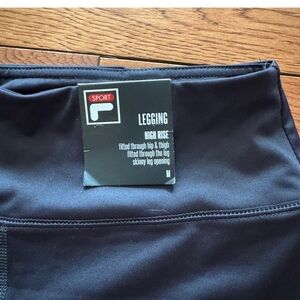 SPORT
LEGGING
HIGH RISE
fitted through hip & thigh
fitted through the leg
skinny leg opening
M